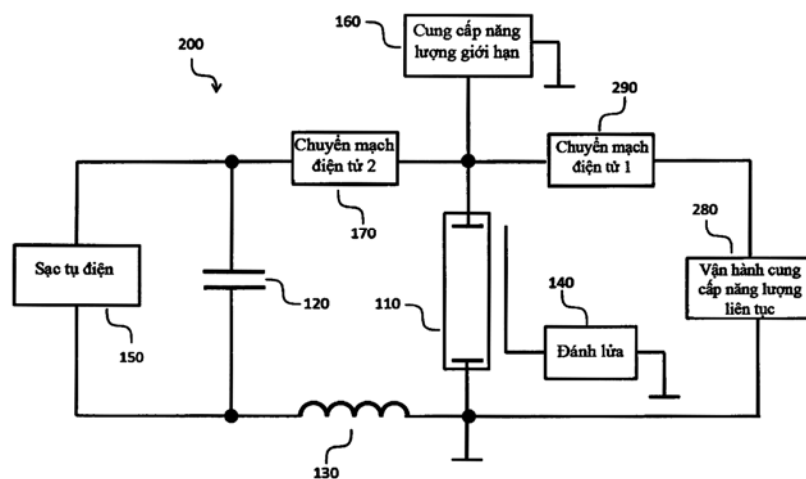 160
Cung cấp năng
lượng giới hạn
200
290
Chuyển mạch
điện tử 2
Chuyển mạch
điện tử 1
170
280
Sạc tụ điện
120
110
140
Vận hành cung
cấp năng lượng
liên tục
150
Đánh lửa
130